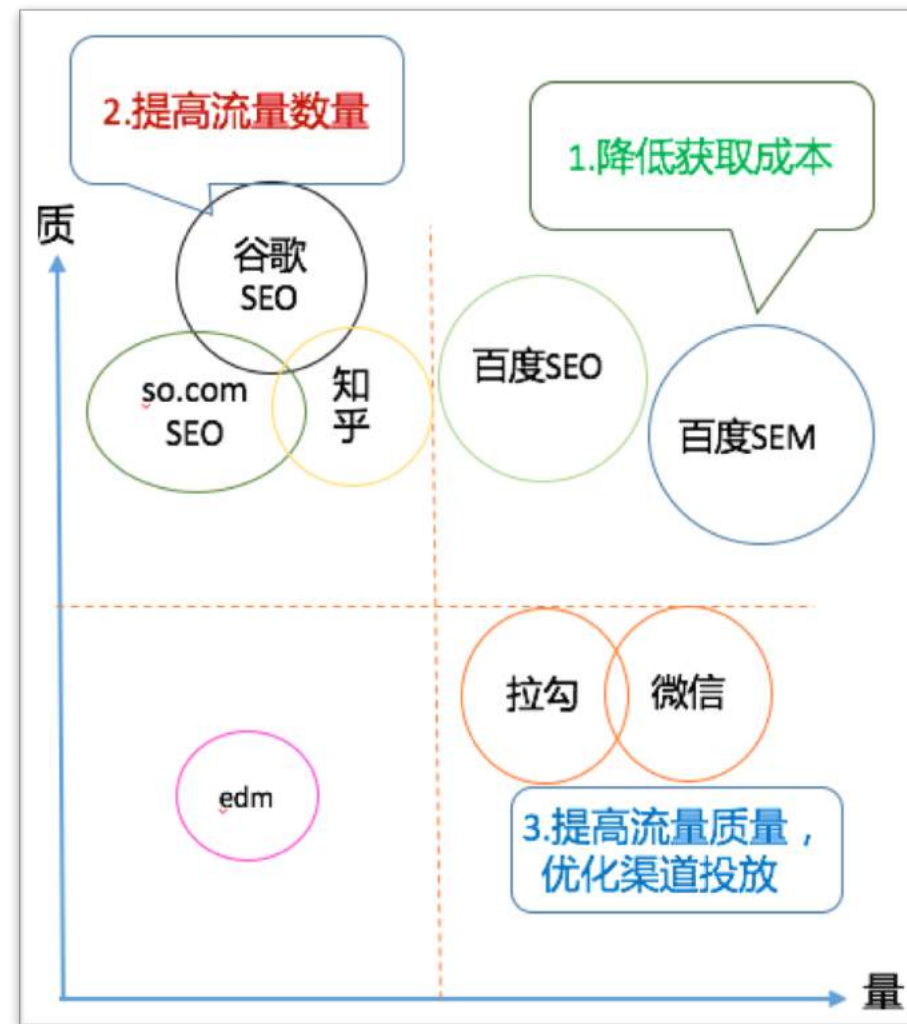 2.提高流量数量
1.降低获取成本
质
谷歌
SEO
so.com
SEO
知
乎
百度SEO
百度SEM
拉勾
微信
edm
3.提高流量质量，
优化渠道投放
量